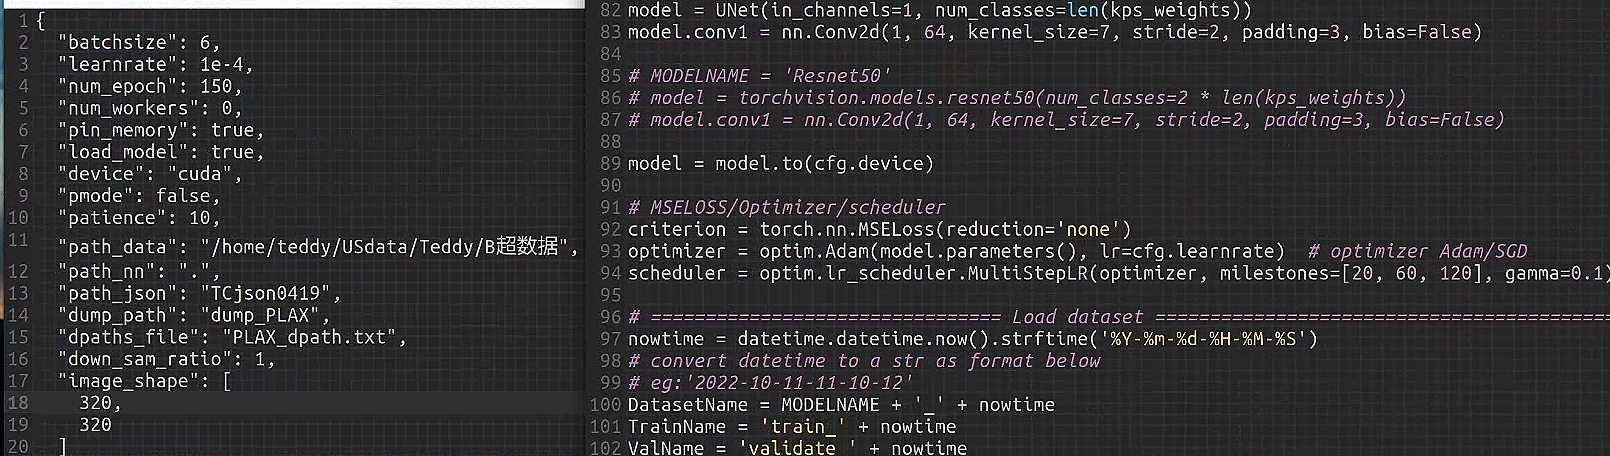 1 {
2 "batchsize": 6,
3 "learnrate": 1e-4,
4 "num_epoch": 150,
5 "num_workers": 0,
6 "pin_memory": true,
7 "load_model": true,
8 "device": "cuda",
9 "pmode": false,
10 "patience": 10,
11 "path_data": "/home/teddy/USdata/Teddy/B超数据",
12 "path_nn": ".",
13 "path_json": "TCjson0419",
14 "dump_path": "dump_PLAX",
15 "dpaths_file": "PLAX_dpath.txt",
16 "down_sam_ratio": 1,
17 "image_shape": [
18 320,
19 320
20 ]
82 model = UNet(in_channels=1, num_classes=len(kps_weights))
83 model.conv1 = nn.Conv2d(1, 64, kernel_size=7, stride=2, padding=3, bias=False)
84
85 # MODELNAME = 'Resnet50'
86 # model = torchvision.models.resnet50(num_classes=2 * len(kps_weights))
87 # model.conv1 = nn.Conv2d(1, 64, kernel_size=7, stride=2, padding=3, bias=False)
88
89 model = model.to(cfg.device)
90
91 # MSELOSS/Optimizer/scheduler
92 criterion = torch.nn.MSELoss(reduction='none')
93 optimizer = optim.Adam(model.parameters(), lr=cfg.learnrate)  # optimizer Adam/SGD
94 scheduler = optim.lr_scheduler.MultiStepLR(optimizer, milestones=[20, 60, 120], gamma=0.1)
95
96 # ================================ Load dataset ==========================================
97 nowtime = datetime.datetime.now().strftime('%Y-%m-%d-%H-%M-%S')
98 # convert datetime to a str as format below
99 # eg:'2022-10-11-11-10-12'
100 DatasetName = MODELNAME + '_' + nowtime
101 TrainName = 'train_' + nowtime
102 ValName = 'validate_' + nowtime